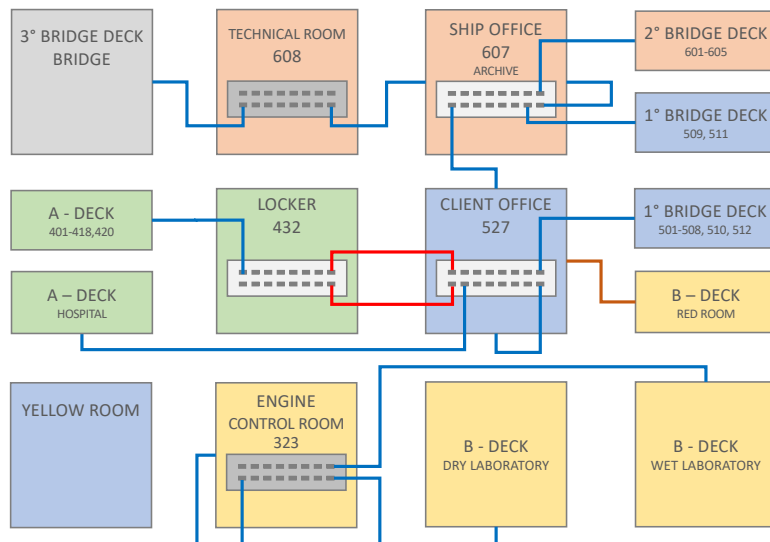 3° BRIDGE DECK
BRIDGE
TECHNICAL ROOM
608
SHIP OFFICE
607
ARCHIVE
2° BRIDGE DECK
601-605
1° BRIDGE DECK
509, 511
A - DECK
401-418,420
LOCKER
432
CLIENT OFFICE
527
1° BRIDGE DECK
501-508, 510, 512
A – DECK
HOSPITAL
B – DECK
RED ROOM
YELLOW ROOM
ENGINE
CONTROL ROOM
323
B - DECK
DRY LABORATORY
B - DECK
WET LABORATORY